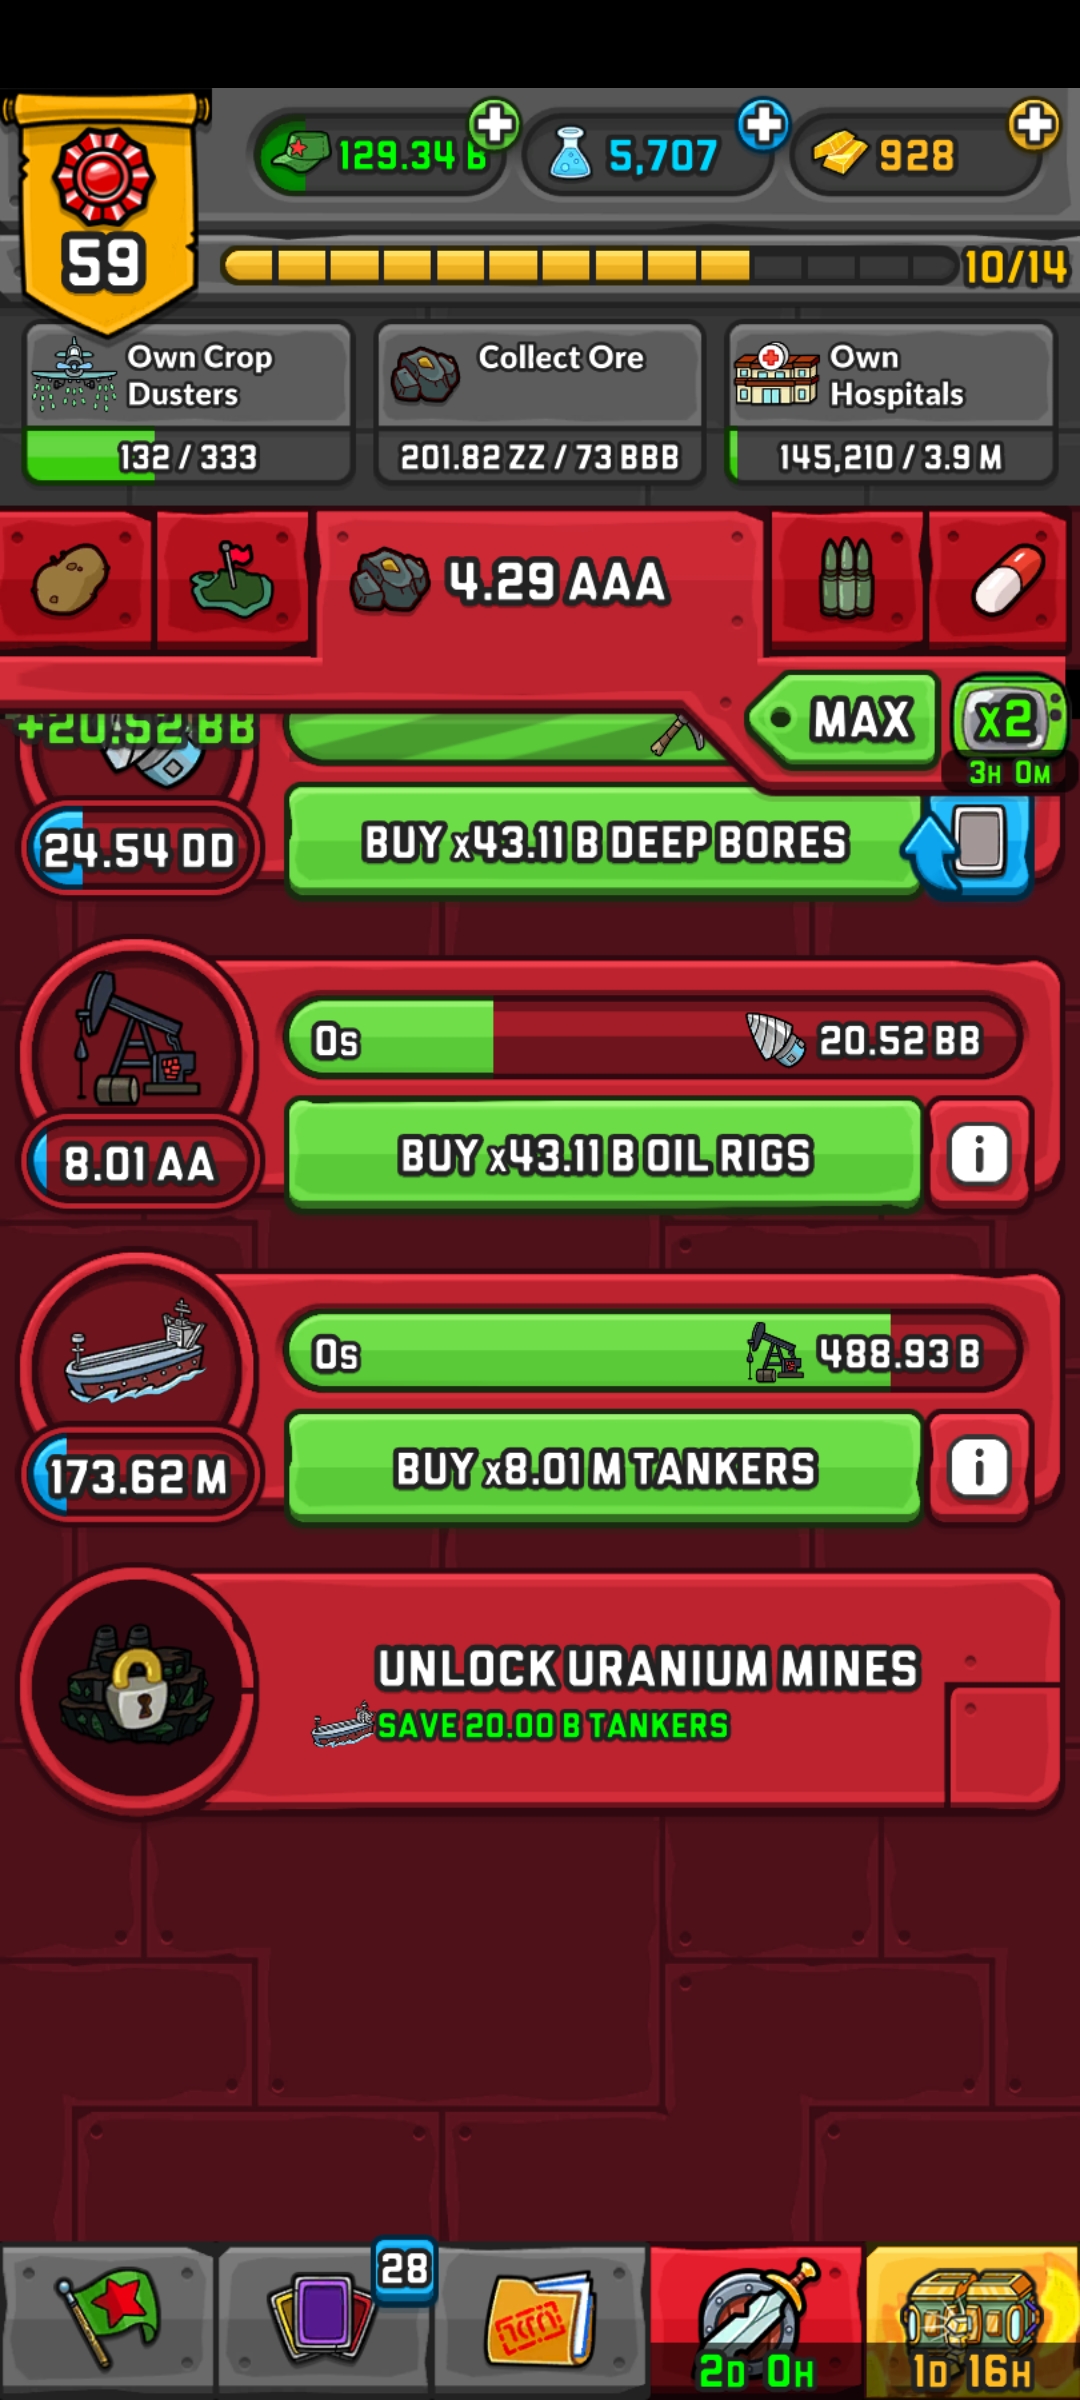 129.34 B
5,707
928
59
10/14
Own Crop
Dusters
132 / 333
Collect Ore
201.82 ZZ / 73 BBB
Own
Hospitals
145,210 / 3.9 M
4.29 AAA
MAX
x2
3H 0M
+20.52 BB
24.54 DD
BUY x43.11 B DEEP BORES
0s
20.52 BB
8.01 AA
BUY x43.11 B OIL RIGS
i
0s
488.93 B
173.62 M
BUY x8.01 M TANKERS
i
UNLOCK URANIUM MINES
SAVE 20.00 B TANKERS
28
2D 0H
1D 16H